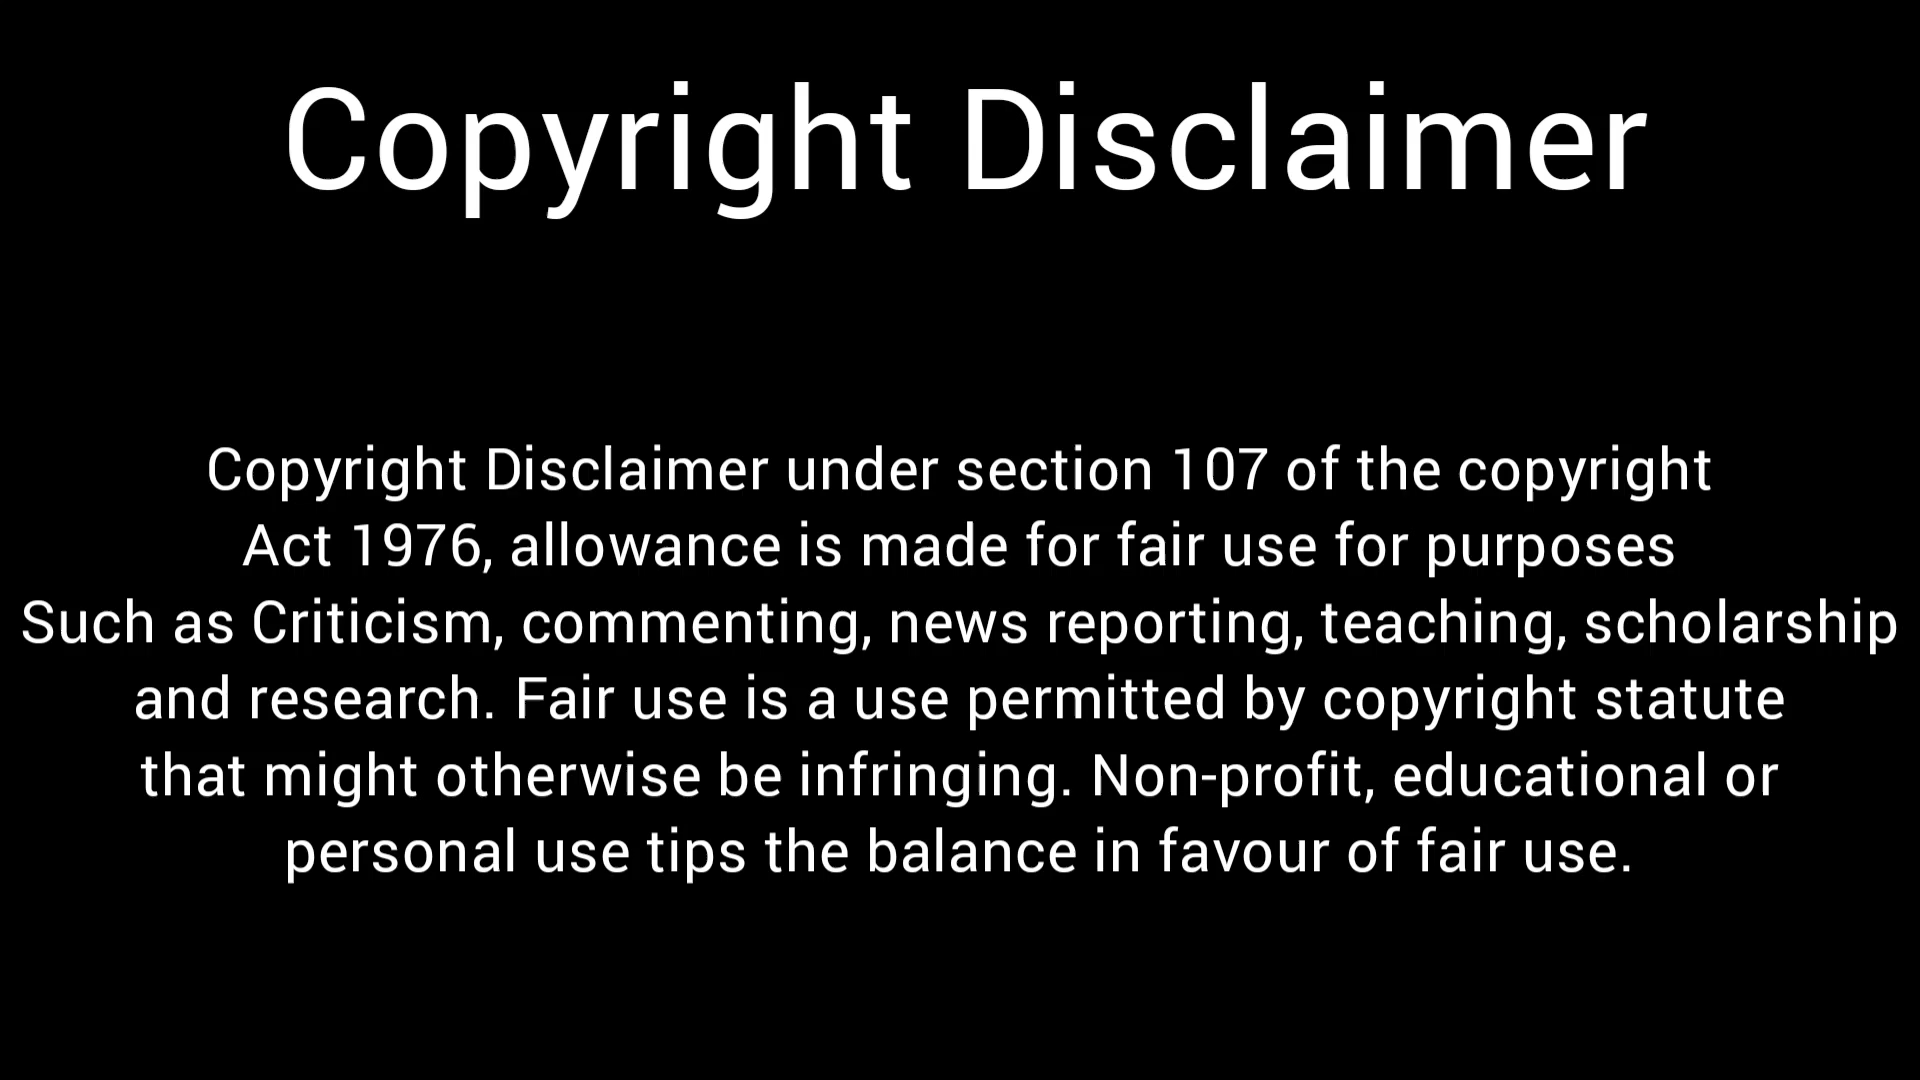 Copyright Disclaimer
Copyright Disclaimer under section 107 of the copyright
Act 1976, allowance is made for fair use for purposes
Such as Criticism, commenting, news reporting, teaching, scholarship
and research. Fair use is a use permitted by copyright statute
that might otherwise be infringing. Non-profit, educational or
personal use tips the balance in favour of fair use.